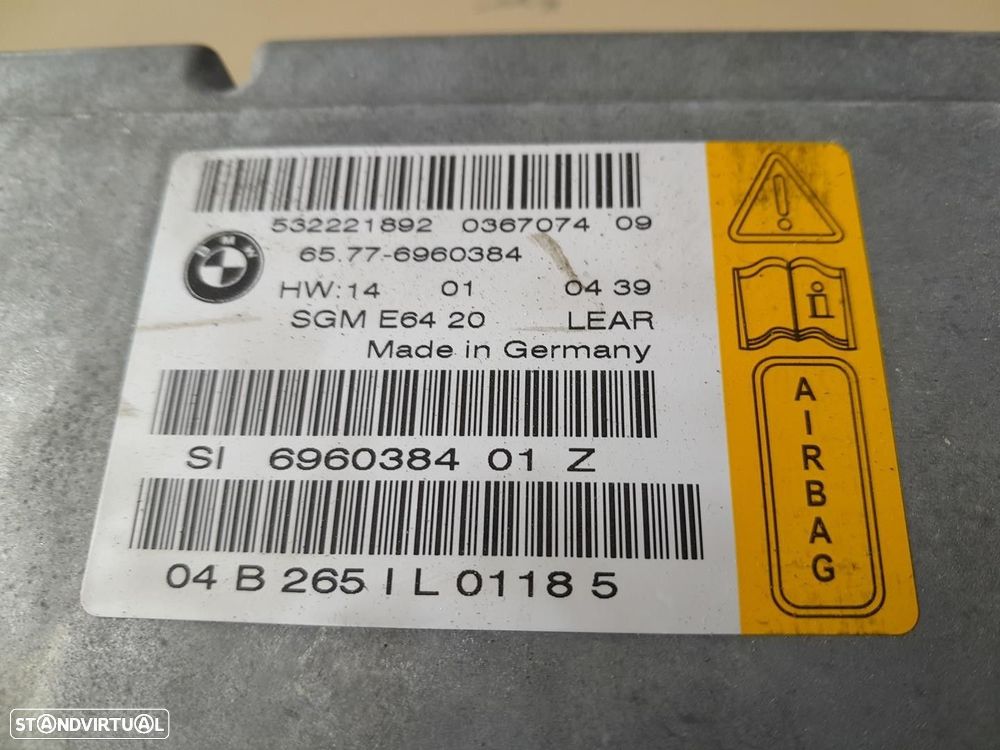 532221892 0367074 09
BMW
65.77-6960384
HW:14 01 04 39
SGM E64 20 LEAR
Made in Germany
SI 6960384 01 Z
04 B 265 I L 0118 5
AIRBAG
STANDVIRTUAL